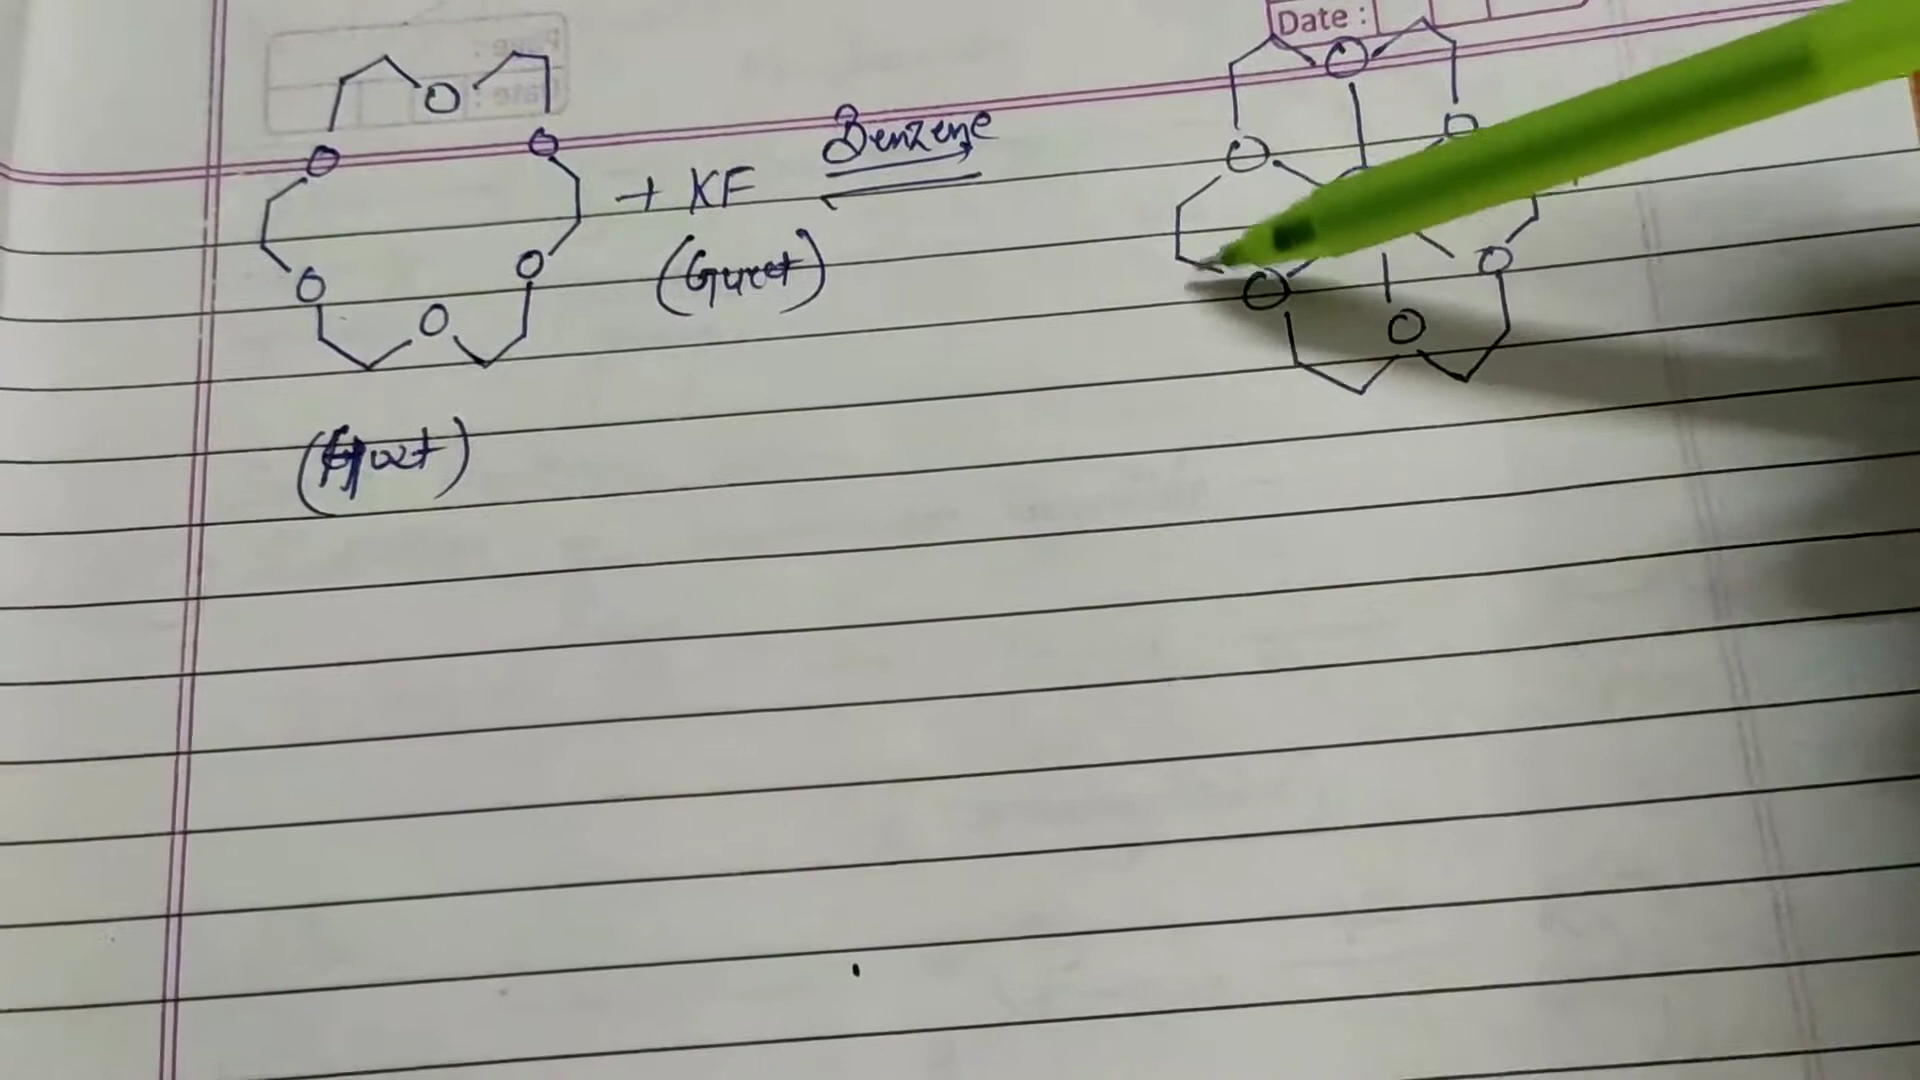 Date :
O O
O O Benzene O O
+ KF
O O (Guest) O O
O O
(Host)